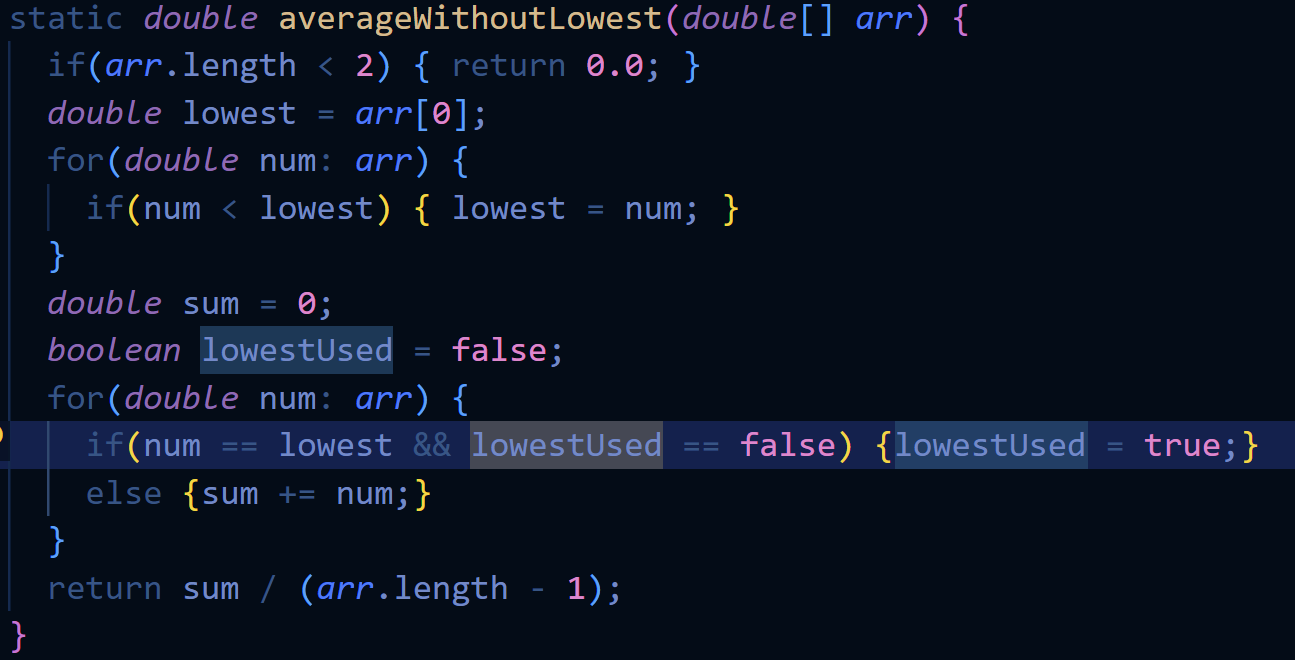 static double averageWithoutLowest(double[] arr) {
if(arr.length < 2) { return 0.0; }
double lowest = arr[0];
for(double num: arr) {
if(num < lowest) { lowest = num; }
}
double sum = 0;
boolean lowestUsed = false;
for(double num: arr) {
if(num == lowest && lowestUsed == false) {lowestUsed = true;}
else {sum += num;}
}
return sum / (arr.length - 1);
}